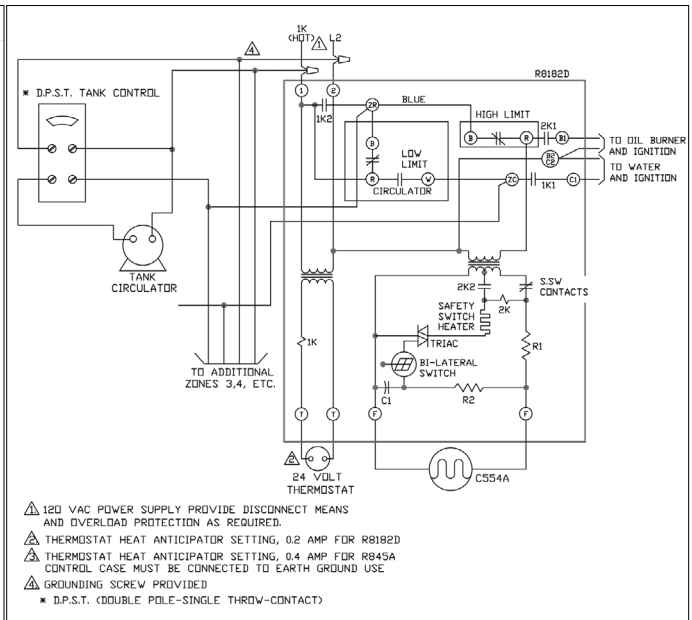 1K
(HOT) 1 L2
4
R8182D
* D.P.S.T. TANK CONTROL
1 2
1K2
ZR
BLUE
HIGH LIMIT
B R 2K1 B1
TO OIL BURNER
AND IGNITION
B
LOW
LIMIT
B2
C2
TO WATER
AND IGNITION
R W
CIRCULATOR
ZC 1K1 C1
TANK
CIRCULATOR
2K2
S.SW
CONTACTS
SAFETY
SWITCH
HEATER
2K
TRIAC
1K
R1
BI-LATERAL
SWITCH
TO ADDITIONAL
ZONES 3,4, ETC.
C1
R2
T T F F
2
24 VOLT
THERMOSTAT
C554A
1 120 VAC POWER SUPPLY PROVIDE DISCONNECT MEANS
AND OVERLOAD PROTECTION AS REQUIRED.
2 THERMOSTAT HEAT ANTICIPATOR SETTING, 0.2 AMP FOR R8182D
3 THERMOSTAT HEAT ANTICIPATOR SETTING, 0.4 AMP FOR R845A
CONTROL CASE MUST BE CONNECTED TO EARTH GROUND USE
4 GROUNDING SCREW PROVIDED
* D.P.S.T. (DOUBLE POLE-SINGLE THROW-CONTACT)